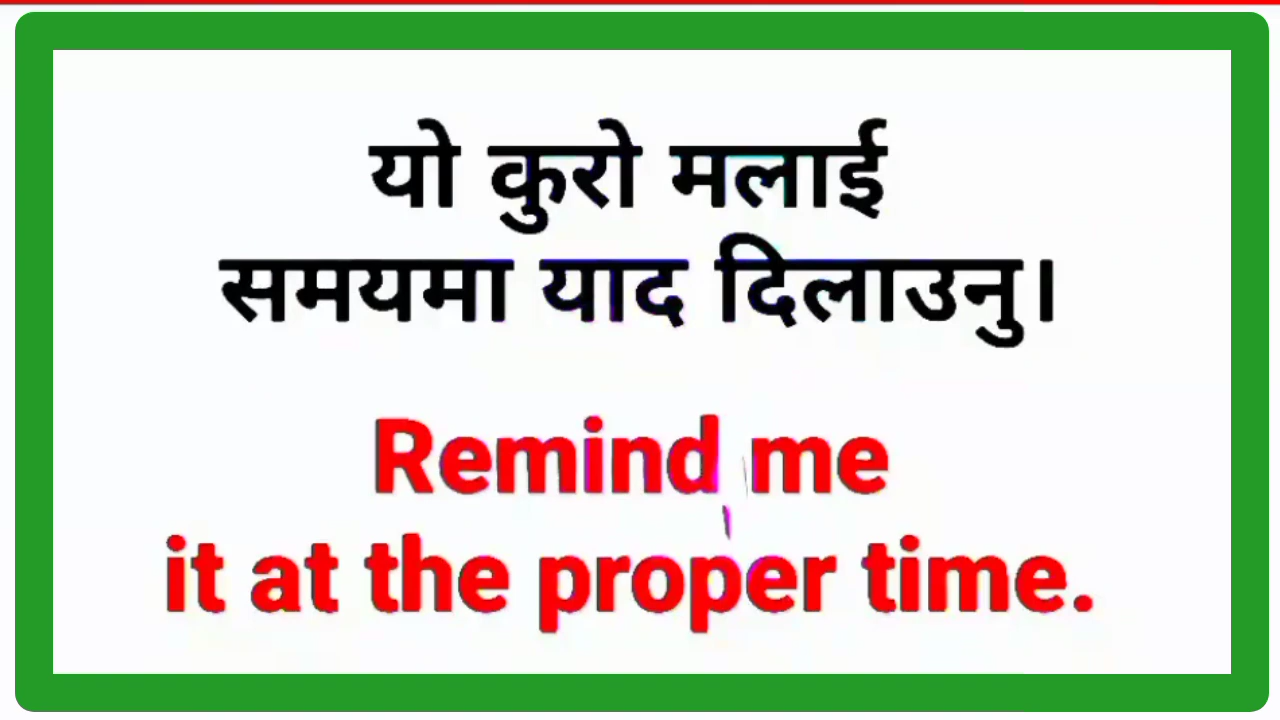 यो कुरो मलाई
समयमा याद दिलाउनु।
Remind me
it at the proper time.